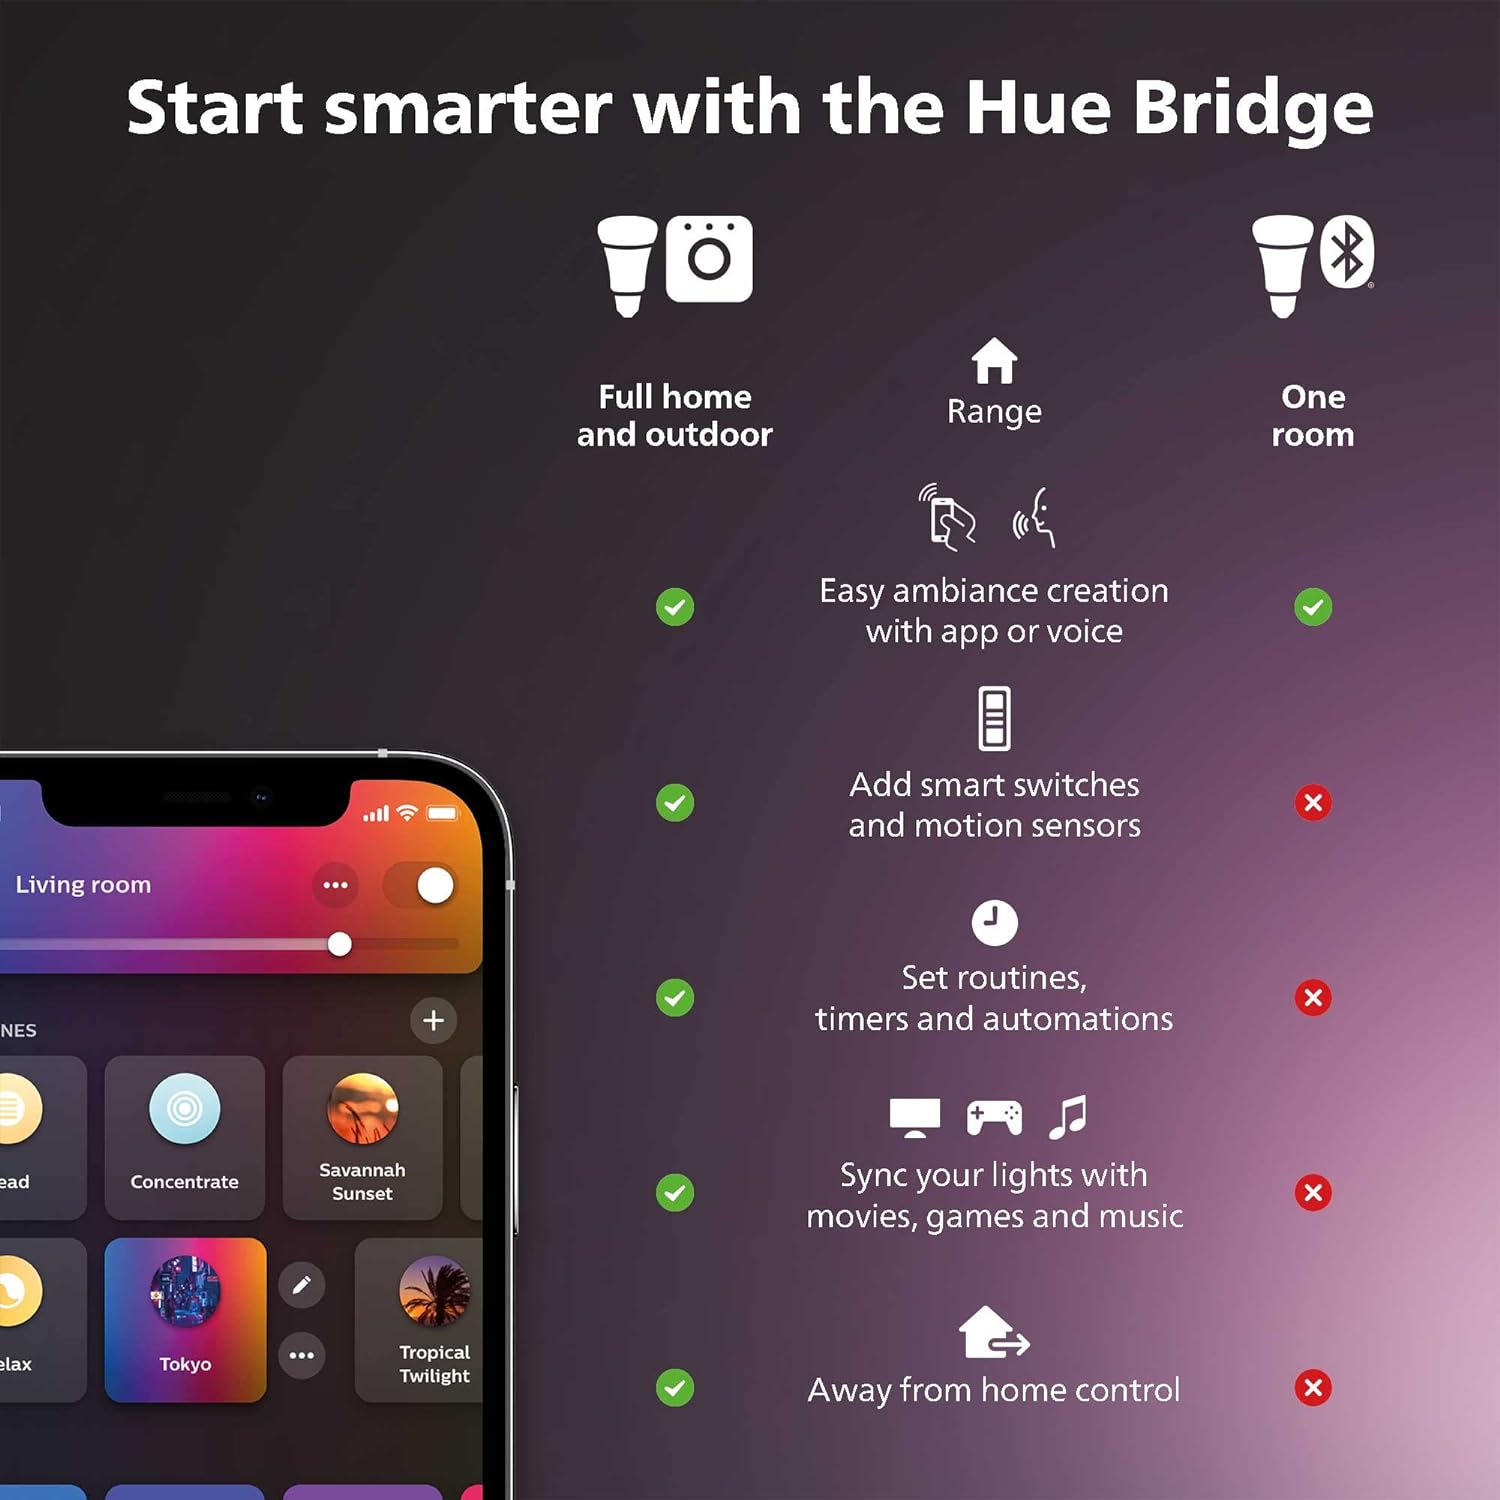 Start smarter with the Hue Bridge
Full home
and outdoor
Range
One
room
Easy ambiance creation
with app or voice
Add smart switches
and motion sensors
Set routines,
timers and automations
Sync your lights with
movies, games and music
Away from home control
Living room
NES
ead
Concentrate
Savannah
Sunset
elax
Tokyo
Tropical
Twilight